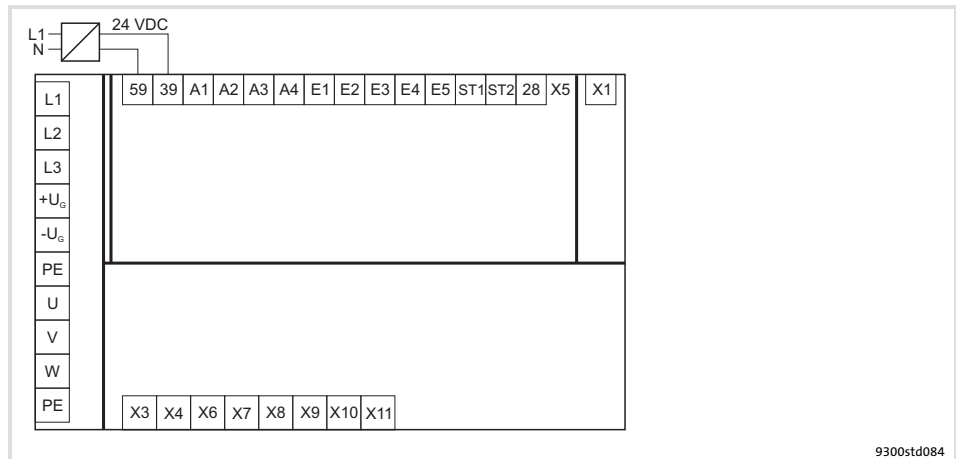 24 VDC
L1
N
59 39 A1 A2 A3 A4 E1 E2 E3 E4 E5 ST1 ST2 28 X5 X1
L1
L2
L3
+UG
-UG
PE
U
V
W
PE
X3 X4 X6 X7 X8 X9 X10 X11
9300std084